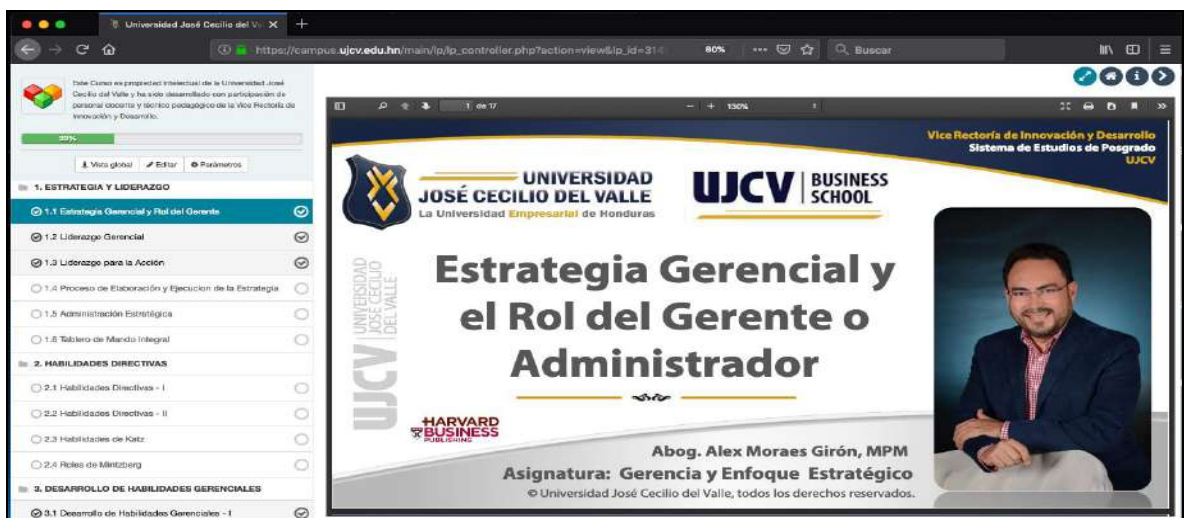 Universidad José Cecilio del V
https://campus.ujcv.edu.hn/main/lp/lp_controller.php?action=view&lp_id=314
80%
Buscar
Este Curso es propiedad intelectual de la Universidad José
Cecilio del Valle y ha sido desarrollado con participación de
personal docente y técnico pedagógico de la Vice Rectoría de
Innovación y Desarrollo.
Vista global
Editar
Parámetros
1. ESTRATEGIA Y LIDERAZGO
1.1 Estrategia Gerencial y Rol del Gerente
1.2 Liderazgo Gerencial
1.3 Liderazgo para la Acción
1.4 Proceso de Elaboración y Ejecucion de la Estrategia
1.5 Administración Estratégica
1.6 Tablero de Mando Integral
2. HABILIDADES DIRECTIVAS
2.1 Habilidades Directivas - I
2.2 Habilidades Directivas - II
2.3 Habilidades de Katz
2.4 Roles de Mintzberg
3. DESARROLLO DE HABILIDADES GERENCIALES
3.1 Desarrollo de Habilidades Gerenciales - I
1 de 17
130%
Vice Rectoría de Innovación y Desarrollo
Sistema de Estudios de Posgrado
UJCV
UNIVERSIDAD
JOSÉ CECILIO DEL VALLE
La Universidad Empresarial de Honduras
UJCV BUSINESS
SCHOOL
UJCV UNIVERSIDAD
JOSÉ CECILIO
DEL VALLE
Estrategia Gerencial y
el Rol del Gerente o
Administrador
HARVARD
BUSINESS
PUBLISHING
Abog. Alex Moraes Girón, MPM
Asignatura: Gerencia y Enfoque Estratégico
© Universidad José Cecilio del Valle, todos los derechos reservados.